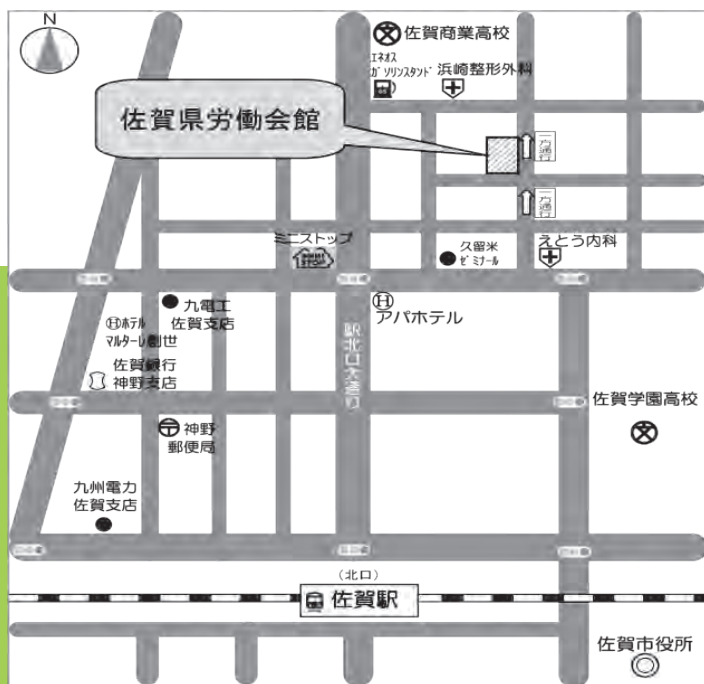 N
佐賀商業高校
エネオス
ガソリンスタンド
浜崎整形外科
佐賀県労働会館
一方通行
一方通行
ミニストップ
久留米
ゼミナール
えとう内科
九電工
佐賀支店
Ⓗホテル
マルターレ創世
Ⓗ
アパホテル
駅北口大通り
佐賀銀行
神野支店
佐賀学園高校
神野
郵便局
九州電力
佐賀支店
(北口)
佐賀駅
佐賀市役所